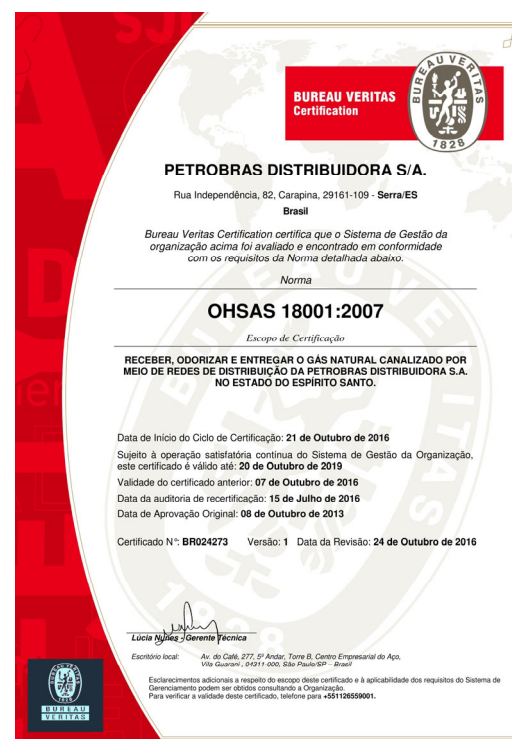 BUREAU VERITAS
Certification
BUREAU VERITAS
1828
PETROBRAS DISTRIBUIDORA S/A.
Rua Independência, 82, Carapina, 29161-109 - Serra/ES
Brasil
Bureau Veritas Certification certifica que o Sistema de Gestão da
organização acima foi avaliado e encontrado em conformidade
com os requisitos da Norma detalhada abaixo.
Norma
OHSAS 18001:2007
Escopo de Certificação
RECEBER, ODORIZAR E ENTREGAR O GÁS NATURAL CANALIZADO POR
MEIO DE REDES DE DISTRIBUIÇÃO DA PETROBRAS DISTRIBUIDORA S.A.
NO ESTADO DO ESPÍRITO SANTO.
Data de Início do Ciclo de Certificação: 21 de Outubro de 2016
Sujeito à operação satisfatória contínua do Sistema de Gestão da Organização,
este certificado é válido até: 20 de Outubro de 2019
Validade do certificado anterior: 07 de Outubro de 2016
Data da auditoria de recertificação: 15 de Julho de 2016
Data de Aprovação Original: 08 de Outubro de 2013
Certificado N°: BR024273 Versão: 1 Data da Revisão: 24 de Outubro de 2016
Lúcia Nunes - Gerente Técnica
Escritório local: Av. do Café, 277, 5º Andar, Torre B, Centro Empresarial do Aço,
Vila Guarani , 04311-000, São Paulo/SP – Brasil
Esclarecimentos adicionais a respeito do escopo deste certificado e à aplicabilidade dos requisitos do Sistema de
Gerenciamento podem ser obtidos consultando a Organização.
Para verificar a validade deste certificado, telefone para +551126559001.
BUREAU
VERITAS